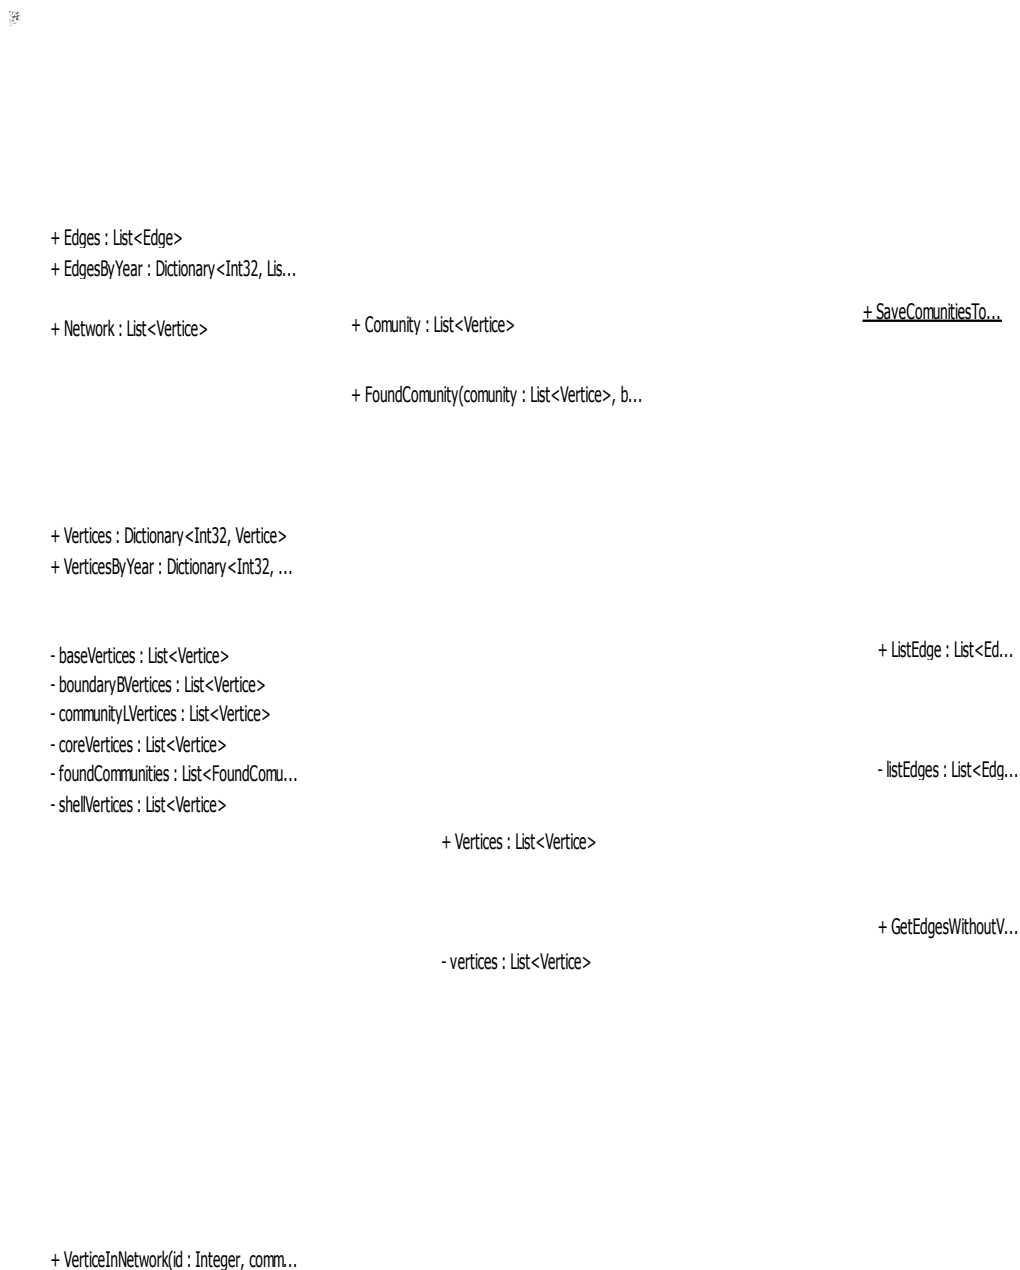 + Edges : List<Edge>
+ EdgesByYear : Dictionary<Int32, Lis...
+ Network : List<Vertice>
+ Comunity : List<Vertice>
+ FoundComunity(comunity : List<Vertice>, b...
+ SaveComunitiesTo...
+ Vertices : Dictionary<Int32, Vertice>
+ VerticesByYear : Dictionary<Int32, ...
- baseVertices : List<Vertice>
- boundaryBVertices : List<Vertice>
- communityLVertices : List<Vertice>
- coreVertices : List<Vertice>
- foundCommunities : List<FoundComu...
- shellVertices : List<Vertice>
+ Vertices : List<Vertice>
- vertices : List<Vertice>
+ ListEdge : List<Ed...
- listEdges : List<Edg...
+ GetEdgesWithoutV...
+ VerticeInNetwork(id : Integer, comm...